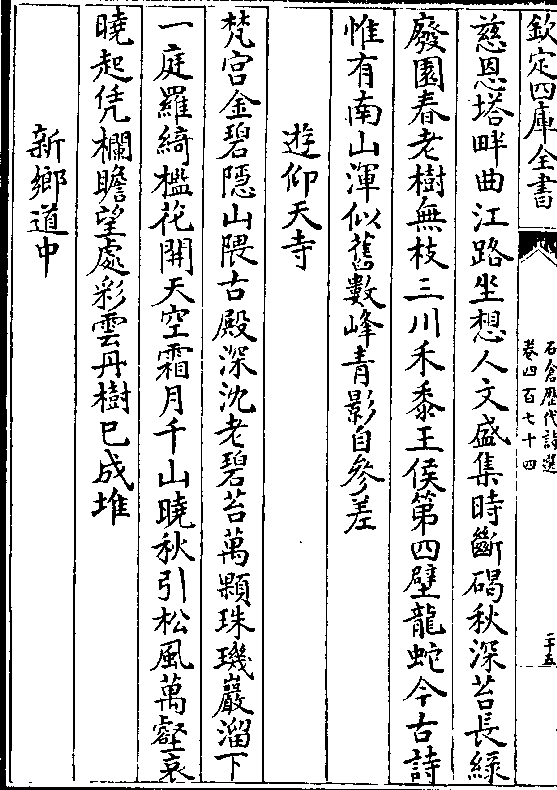 欽定四庫全書
石倉歴代詩選
卷四百七十四
二十五
慈恩塔畔曲江路坐想人文盛集時斷碣秋深苔長緑
廢園春老樹無枝三川禾黍王侯第四壁龍蛇今古詩
惟有南山渾似舊數峰青影自參差
遊仰天寺
梵宫金碧隱山隈古殿深沈老碧苔萬顆珠璣巖溜下
一庭羅綺檻花開天空霜月千山曉秋引松風萬壑哀
曉起凭欄瞻望處彩雲丹樹已成堆
新鄉道中